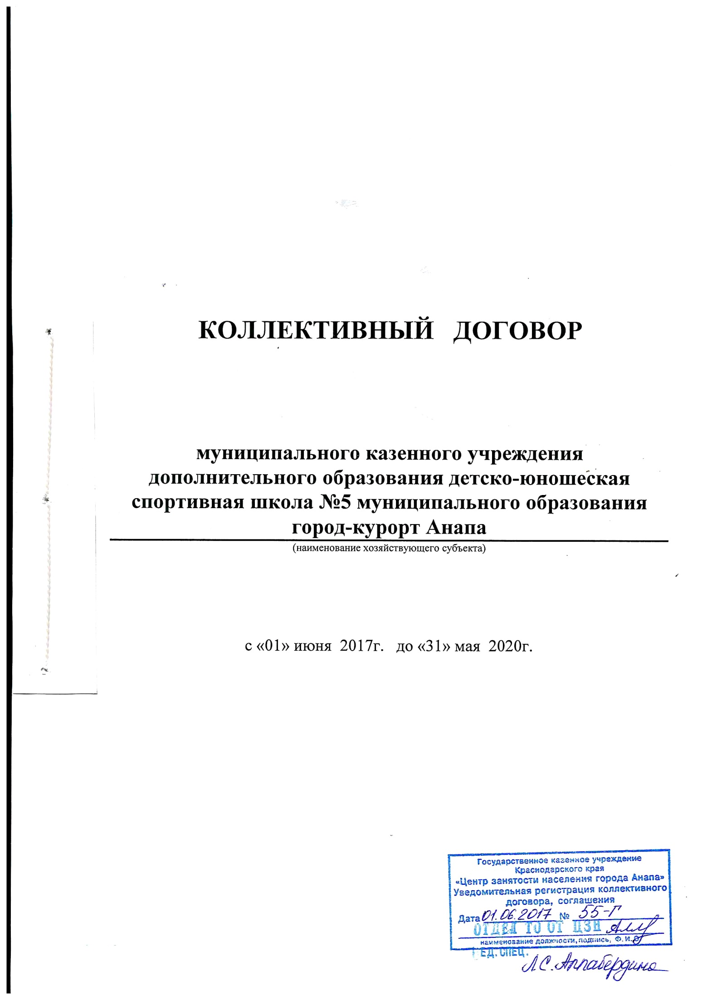 КОЛЛЕКТИВНЫЙ ДОГОВОР
муниципального казенного учреждения
дополнительного образования детско-юношеская
спортивная школа №5 муниципального образования
город-курорт Анапа
(наименование хозяйствующего субъекта)
с «01» июня 2017г. до «31» мая 2020г.
Государственное казенное учреждение
Краснодарского края
«Центр занятости населения города Анапа»
Уведомительная регистрация коллективного
договора, соглашения
Дата 01.06.2017 № 55-Г
ОТДЕЛ ТО ОТ ЦЗН
наименование должности, подпись, Ф. И. О.
ЕД. СПЕЦ.
Л.С.